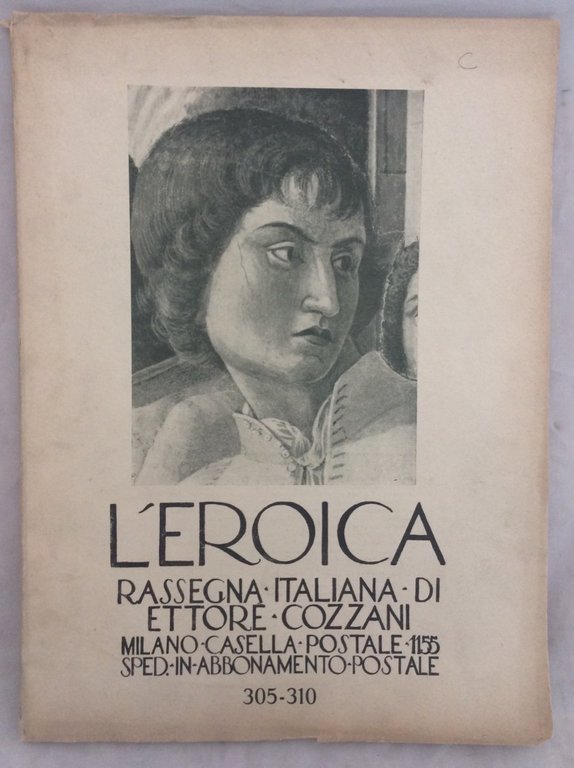 C
L'EROICA
RASSEGNA·ITALIANA·DI
ETTORE·COZZANI
MILANO·CASELLA·POSTALE·1155
SPED.·IN·ABBONAMENTO·POSTALE
305-310